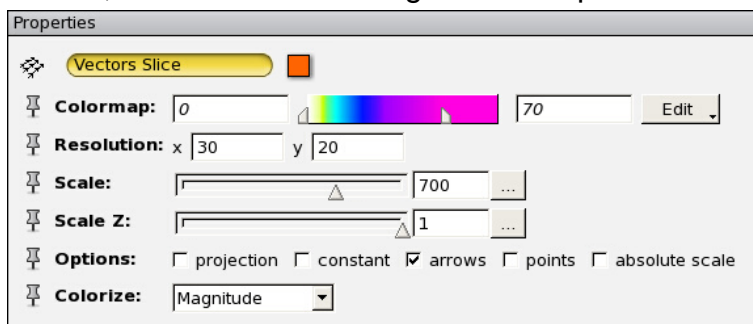 Properties
Vectors Slice
Colormap: 0 70 Edit
Resolution: x 30 y 20
Scale: 700 ...
Scale Z: 1 ...
Options: projection constant arrows points absolute scale
Colorize: Magnitude